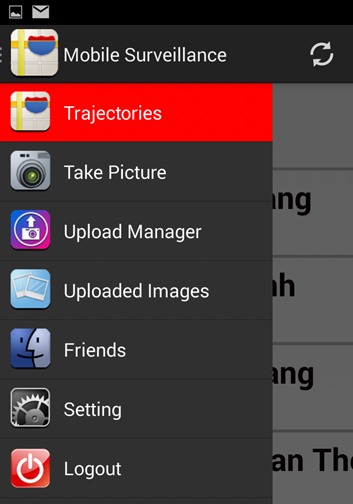 Mobile Surveillance
Trajectories
Take Picture
Upload Manager
Uploaded Images
Friends
Setting
Logout